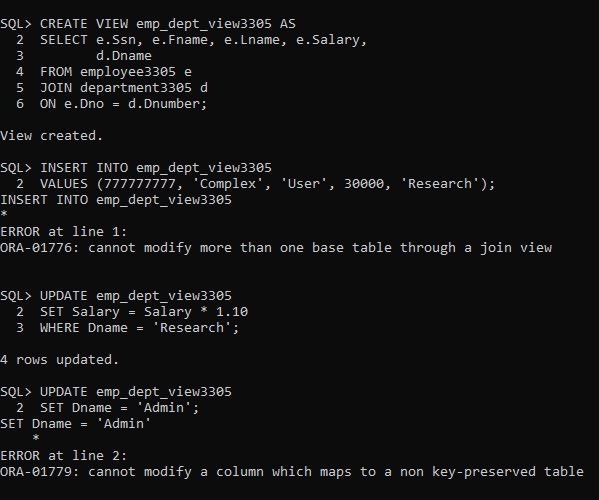 SQL> CREATE VIEW emp_dept_view3305 AS
  2  SELECT e.Ssn, e.Fname, e.Lname, e.Salary,
  3         d.Dname
  4  FROM employee3305 e
  5  JOIN department3305 d
  6  ON e.Dno = d.Dnumber;

View created.

SQL> INSERT INTO emp_dept_view3305
  2  VALUES (777777777, 'Complex', 'User', 30000, 'Research');
INSERT INTO emp_dept_view3305
*
ERROR at line 1:
ORA-01776: cannot modify more than one base table through a join view


SQL> UPDATE emp_dept_view3305
  2  SET Salary = Salary * 1.10
  3  WHERE Dname = 'Research';

4 rows updated.

SQL> UPDATE emp_dept_view3305
  2  SET Dname = 'Admin';
SET Dname = 'Admin'
    *
ERROR at line 2:
ORA-01779: cannot modify a column which maps to a non key-preserved table